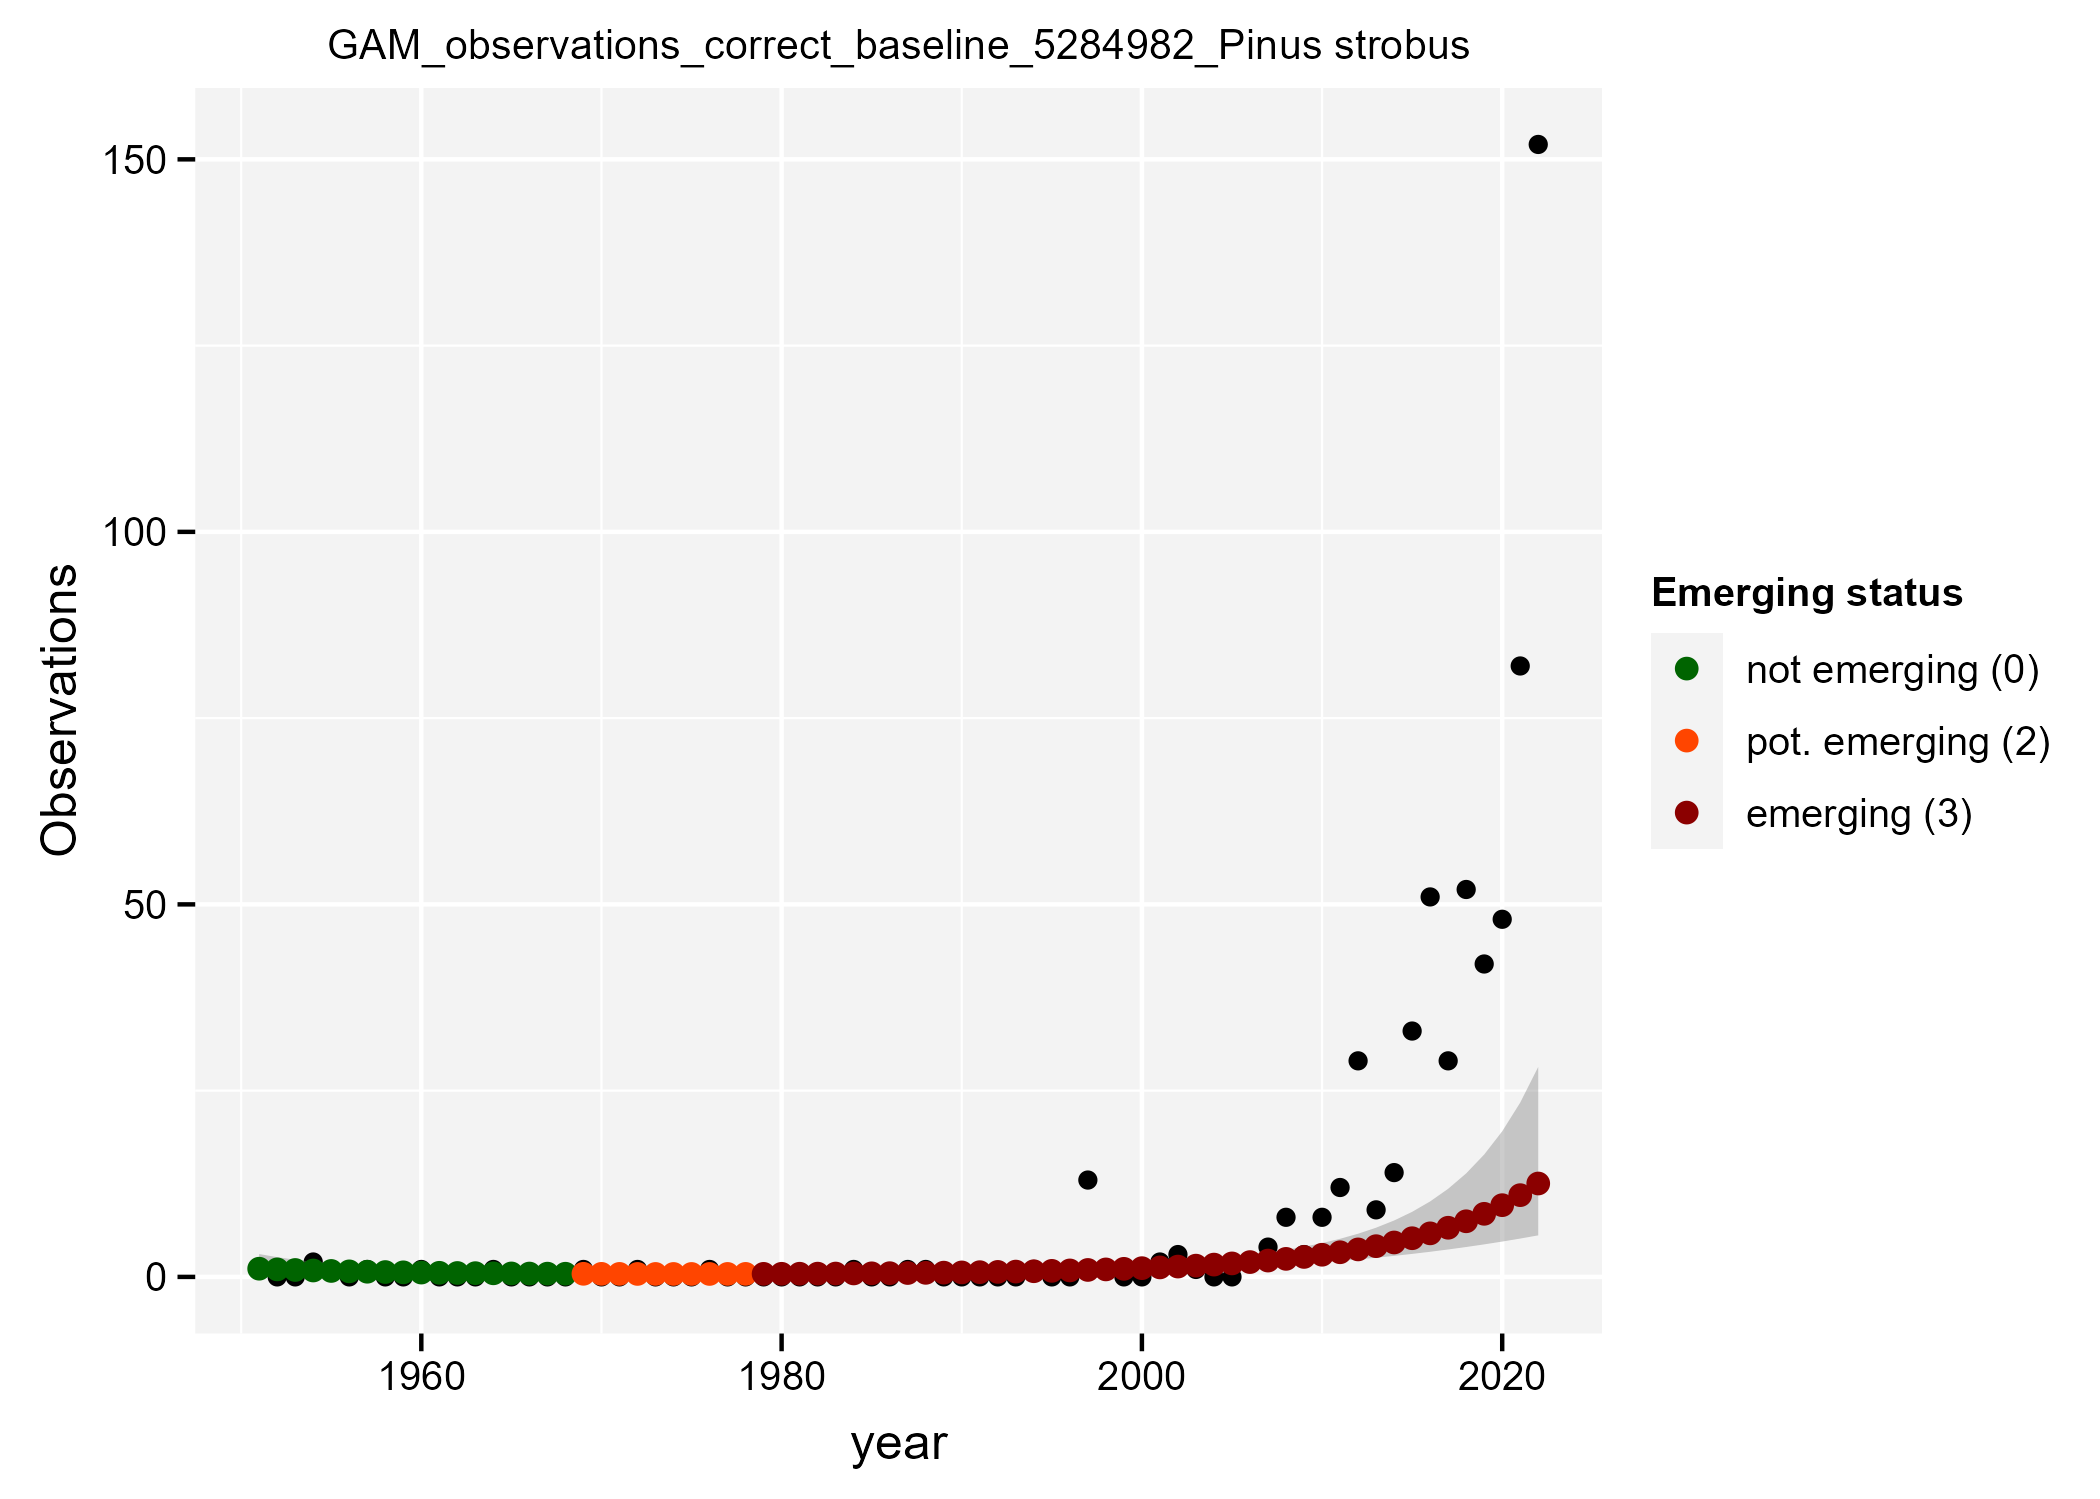 GAM_observations_correct_baseline_5284982_Pinus strobus
150
100
50
0
Observations
1960
1980
2000
2020
year
Emerging status
not emerging (0)
pot. emerging (2)
emerging (3)